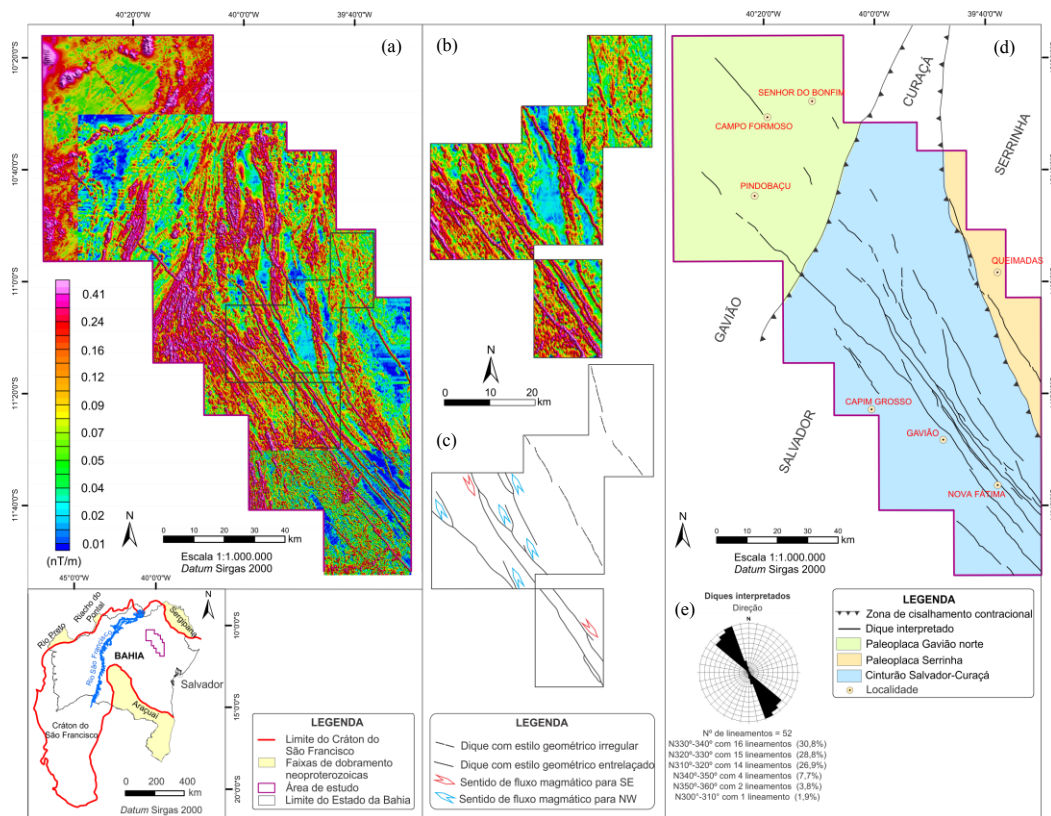 40°20'0"S
40°0'0"S
39°40'0"S
(a)
10°20'0"S
10°40'0"S
11°0'0"S
11°20'0"S
11°40'0"S
0.41
0.24
0.16
0.12
0.09
0.07
0.04
0.02
0.01
(nT/m)
N
0 10 20 30 40
km
Escala 1:1.000.000
Datum Sirgas 2000
(b)
N
0 10 20
km
(c)
40°20'0"S
40°0'0"S
39°40'0"S
(d)
CURAÇÁ
SERRINHA
SENHOR DO BONFIM
CAMPO FORMOSO
PINDOBAÇU
QUEIMADAS
GAVIÃO
SALVADOR
CAPIM GROSSO
GAVIÃO
NOVA FÁTIMA
N
0 10 20 30 40
km
Escala 1:1.000.000
Datum Sirgas 2000
45°0'0"W
40°0'0"W
N
Rio Preto
Riacho do
Pontal
Sergipana
Rio São Francisco
BAHIA
Salvador
Araçuaí
Cráton do
São Francisco
10°0'0"S
15°0'0"S
20°0'0"S
0 200 400
km
Datum Sirgas 2000
LEGENDA
Limite do Cráton do
São Francisco
Faixas de dobramento
neoproterozoicas
Área de estudo
Limite do Estado da Bahia
LEGENDA
Dique com estilo geométrico irregular
Dique com estilo geométrico entrelaçado
Sentido de fluxo magmático para SE
Sentido de fluxo magmático para NW
(e)
Diques interpretados
Direção
N
Nº de lineamentos = 52
N330º-340º com 16 lineamentos (30,8%)
N320º-330º com 15 lineamentos (28,8%)
N310º-320º com 14 lineamentos (26,9%)
N340º-350º com 4 lineamentos (7,7%)
N350º-360º com 2 lineamentos (3,8%)
N300°-310° com 1 lineamento (1,9%)
LEGENDA
Zona de cisalhamento contracional
Dique interpretado
Paleoplaca Gavião norte
Paleoplaca Serrinha
Cinturão Salvador-Curaçá
Localidade